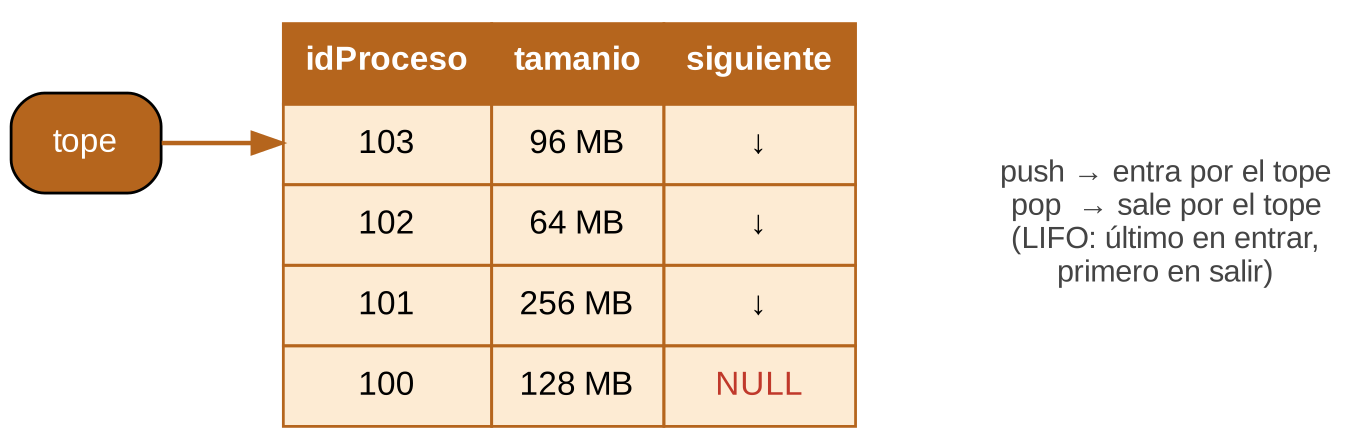 idProceso tamanio siguiente
tope
103 96 MB ↓
102 64 MB ↓
101 256 MB ↓
100 128 MB NULL
push → entra por el tope
pop → sale por el tope
(LIFO: último en entrar,
primero en salir)